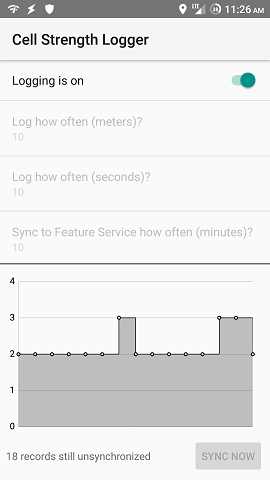 LTE 28 11:26 AM
Cell Strength Logger
Logging is on
Log how often (meters)?
10
Log how often (seconds)?
10
Sync to Feature Service how often (minutes)?
10
4
3
2
1
0
18 records still unsynchronized SYNC NOW